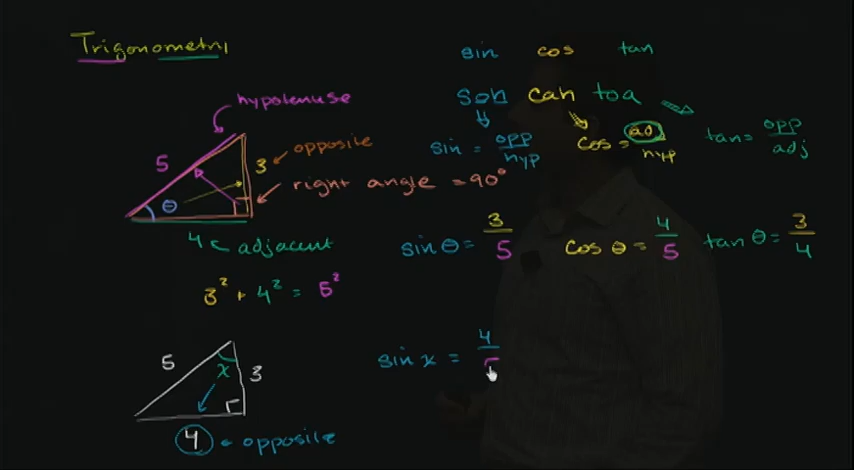 Trigonometry
sin cos tan
hypotenuse
soh cah toa
5 3 opposite
sin = opp/hyp cos = adj/hyp tan = opp/adj
θ right angle = 90°
4 adjacent
sin θ = 3/5 cos θ = 4/5 tan θ = 3/4
3² + 4² = 5²
5 x 3
sin x = 4/5
4 opposite